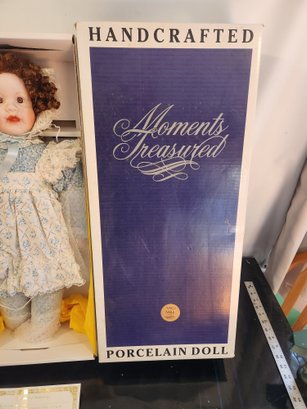 HANDCRAFTED
Moments
Treasured
PORCELAIN DOLL